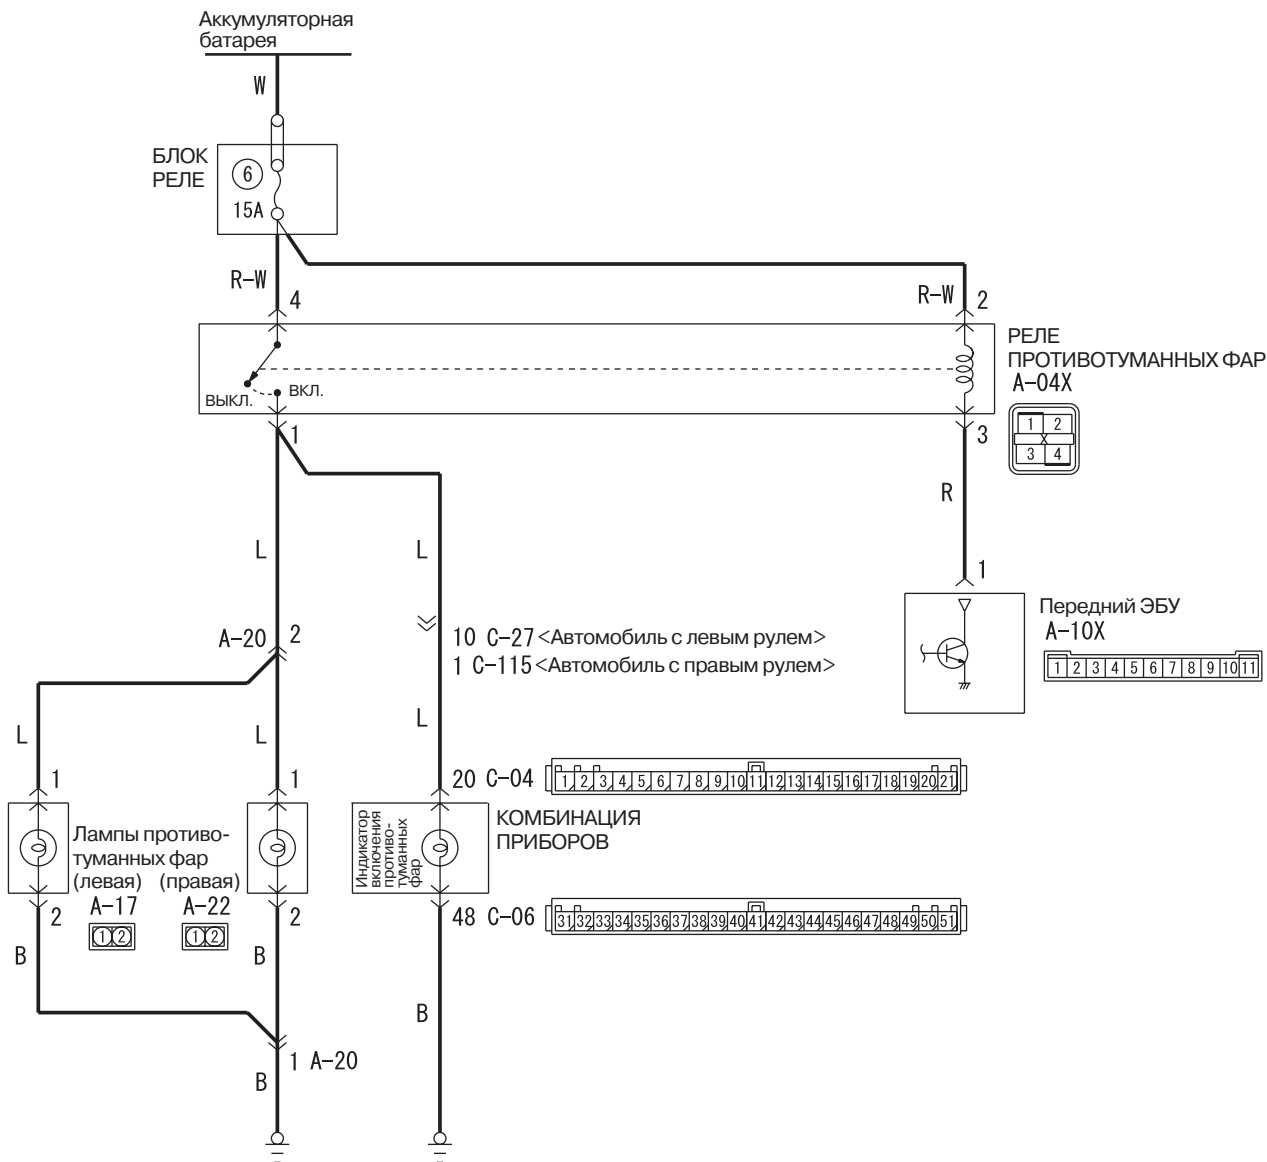 Аккумуляторная
батарея
W
БЛОК
РЕЛЕ
6
15A
R-W
4
R-W
2
РЕЛЕ
ПРОТИВОТУМАННЫХ ФАР
A-04X
ВЫКЛ.
ВКЛ.
1 2
X
3 4
1
3
R
L
L
1
Передний ЭБУ
A-10X
1 2 3 4 5 6 7 8 9 10 11
A-20
2
10 C-27 <Автомобиль с левым рулем>
1 C-115 <Автомобиль с правым рулем>
L
L
L
1
1
20 C-04
1 2 3 4 5 6 7 8 9 10 11 12 13 14 15 16 17 18 19 20 21
Лампы противо-
туманных фар
(левая) (правая)
A-17
A-22
1 2
1 2
Индикатор
включения
противо-
туманных
фар
КОМБИНАЦИЯ
ПРИБОРОВ
2
2
48 C-06
31 32 33 34 35 36 37 38 39 40 41 42 43 44 45 46 47 48 49 50 51
B
B
B
1 A-20
B